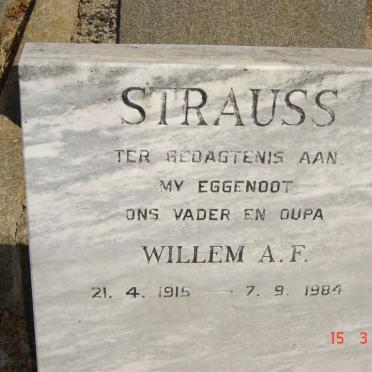 STRAUSS
TER GEDAGTENIS AAN
MY EGGENOOT
ONS VADER EN OUPA
WILLEM A.F.
21. 4. 1915 — 7. 9. 1984
15 3